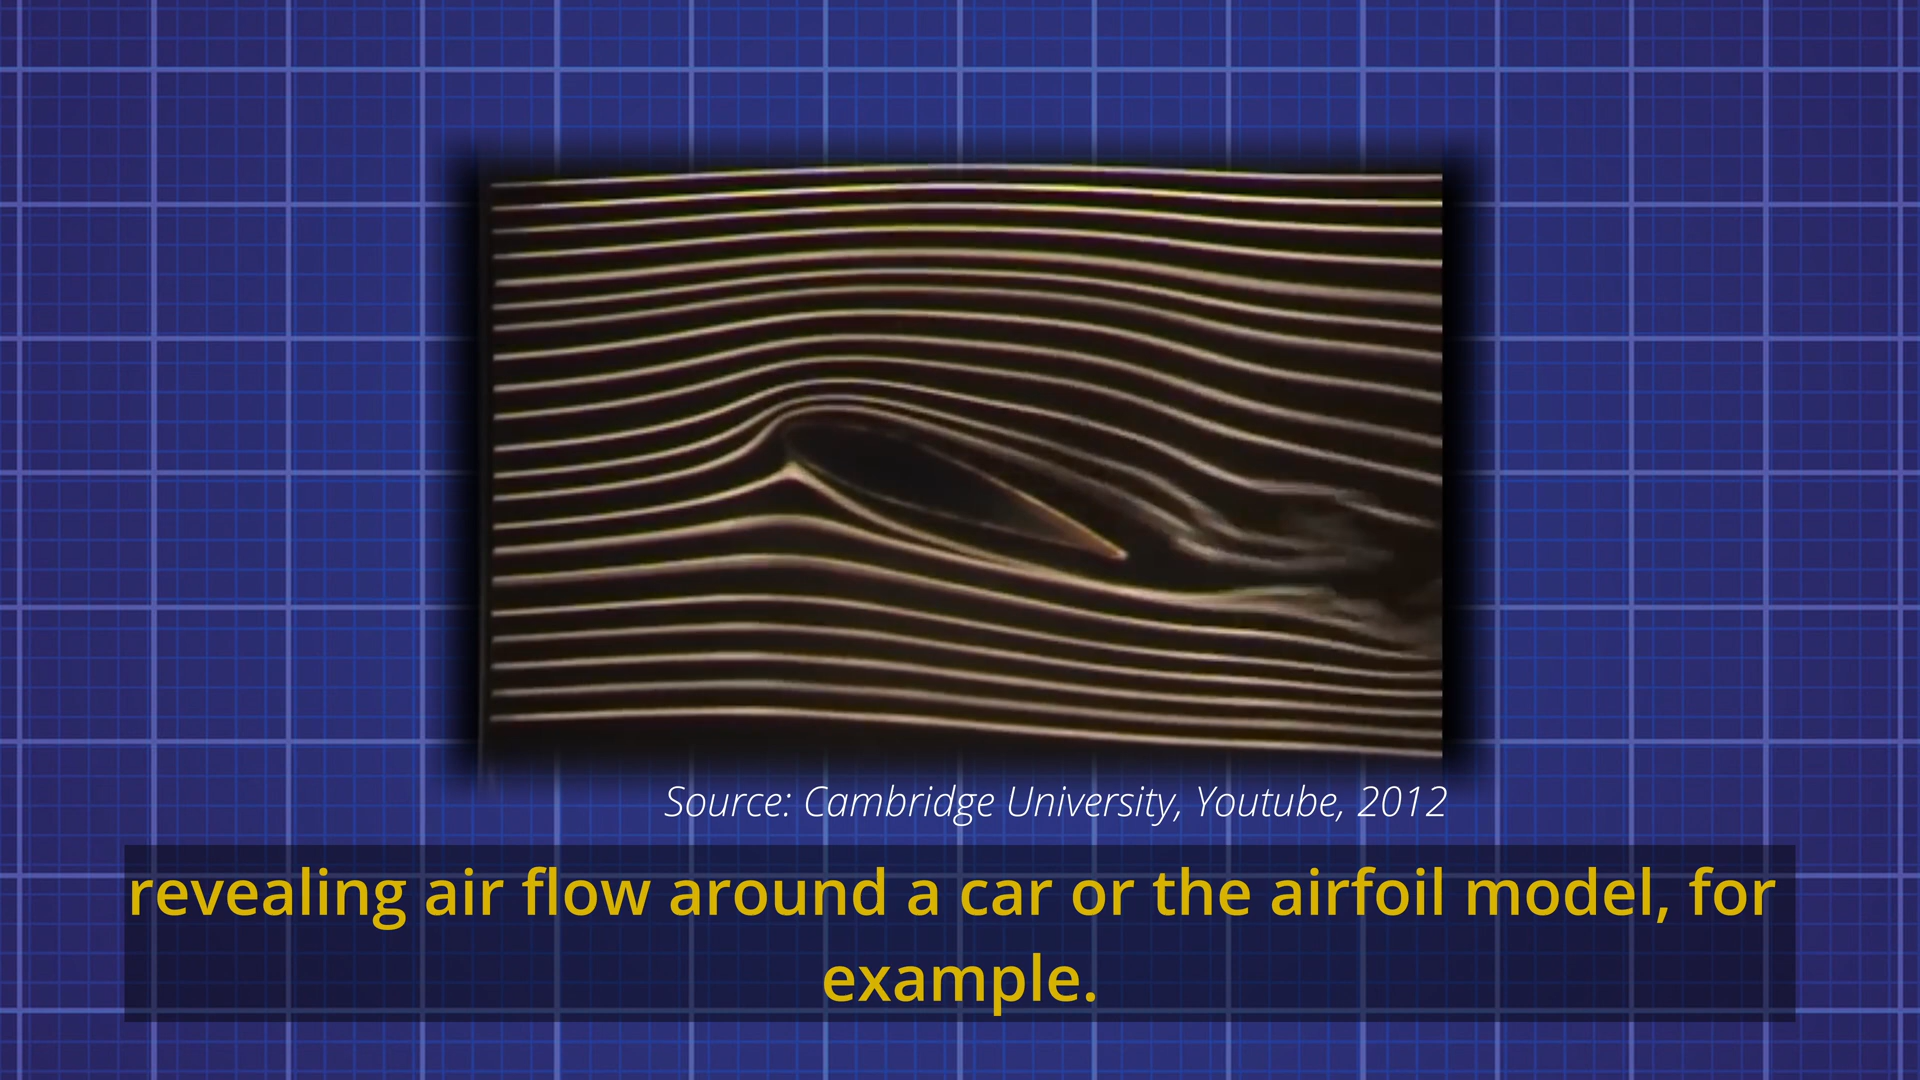 Source: Cambridge University, Youtube, 2012
revealing air flow around a car or the airfoil model, for
example.